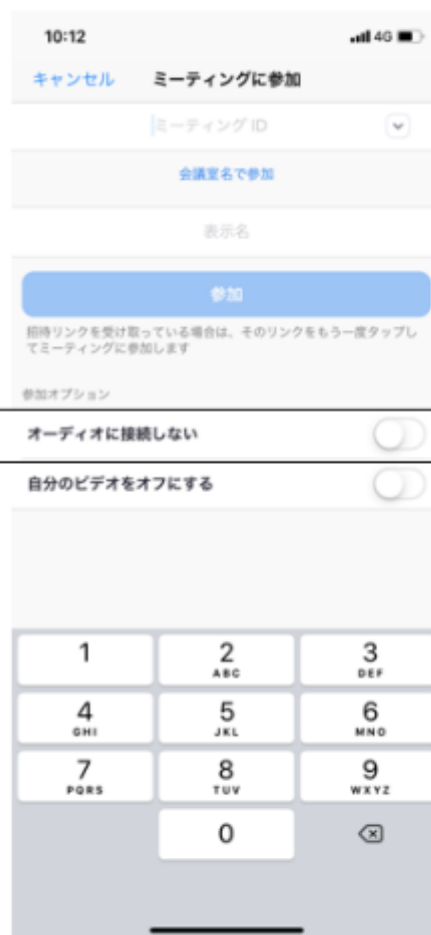 10:12 4G
キャンセル ミーティングに参加
ミーティング ID
会議室名で参加
表示名
参加
招待リンクを受け取っている場合は、そのリンクをもう一度タップし
てミーティングに参加します
参加オプション
オーディオに接続しない
自分のビデオをオフにする
1 2 3
ABC DEF
4 5 6
GHI JKL MNO
7 8 9
PQRS TUV WXYZ
0